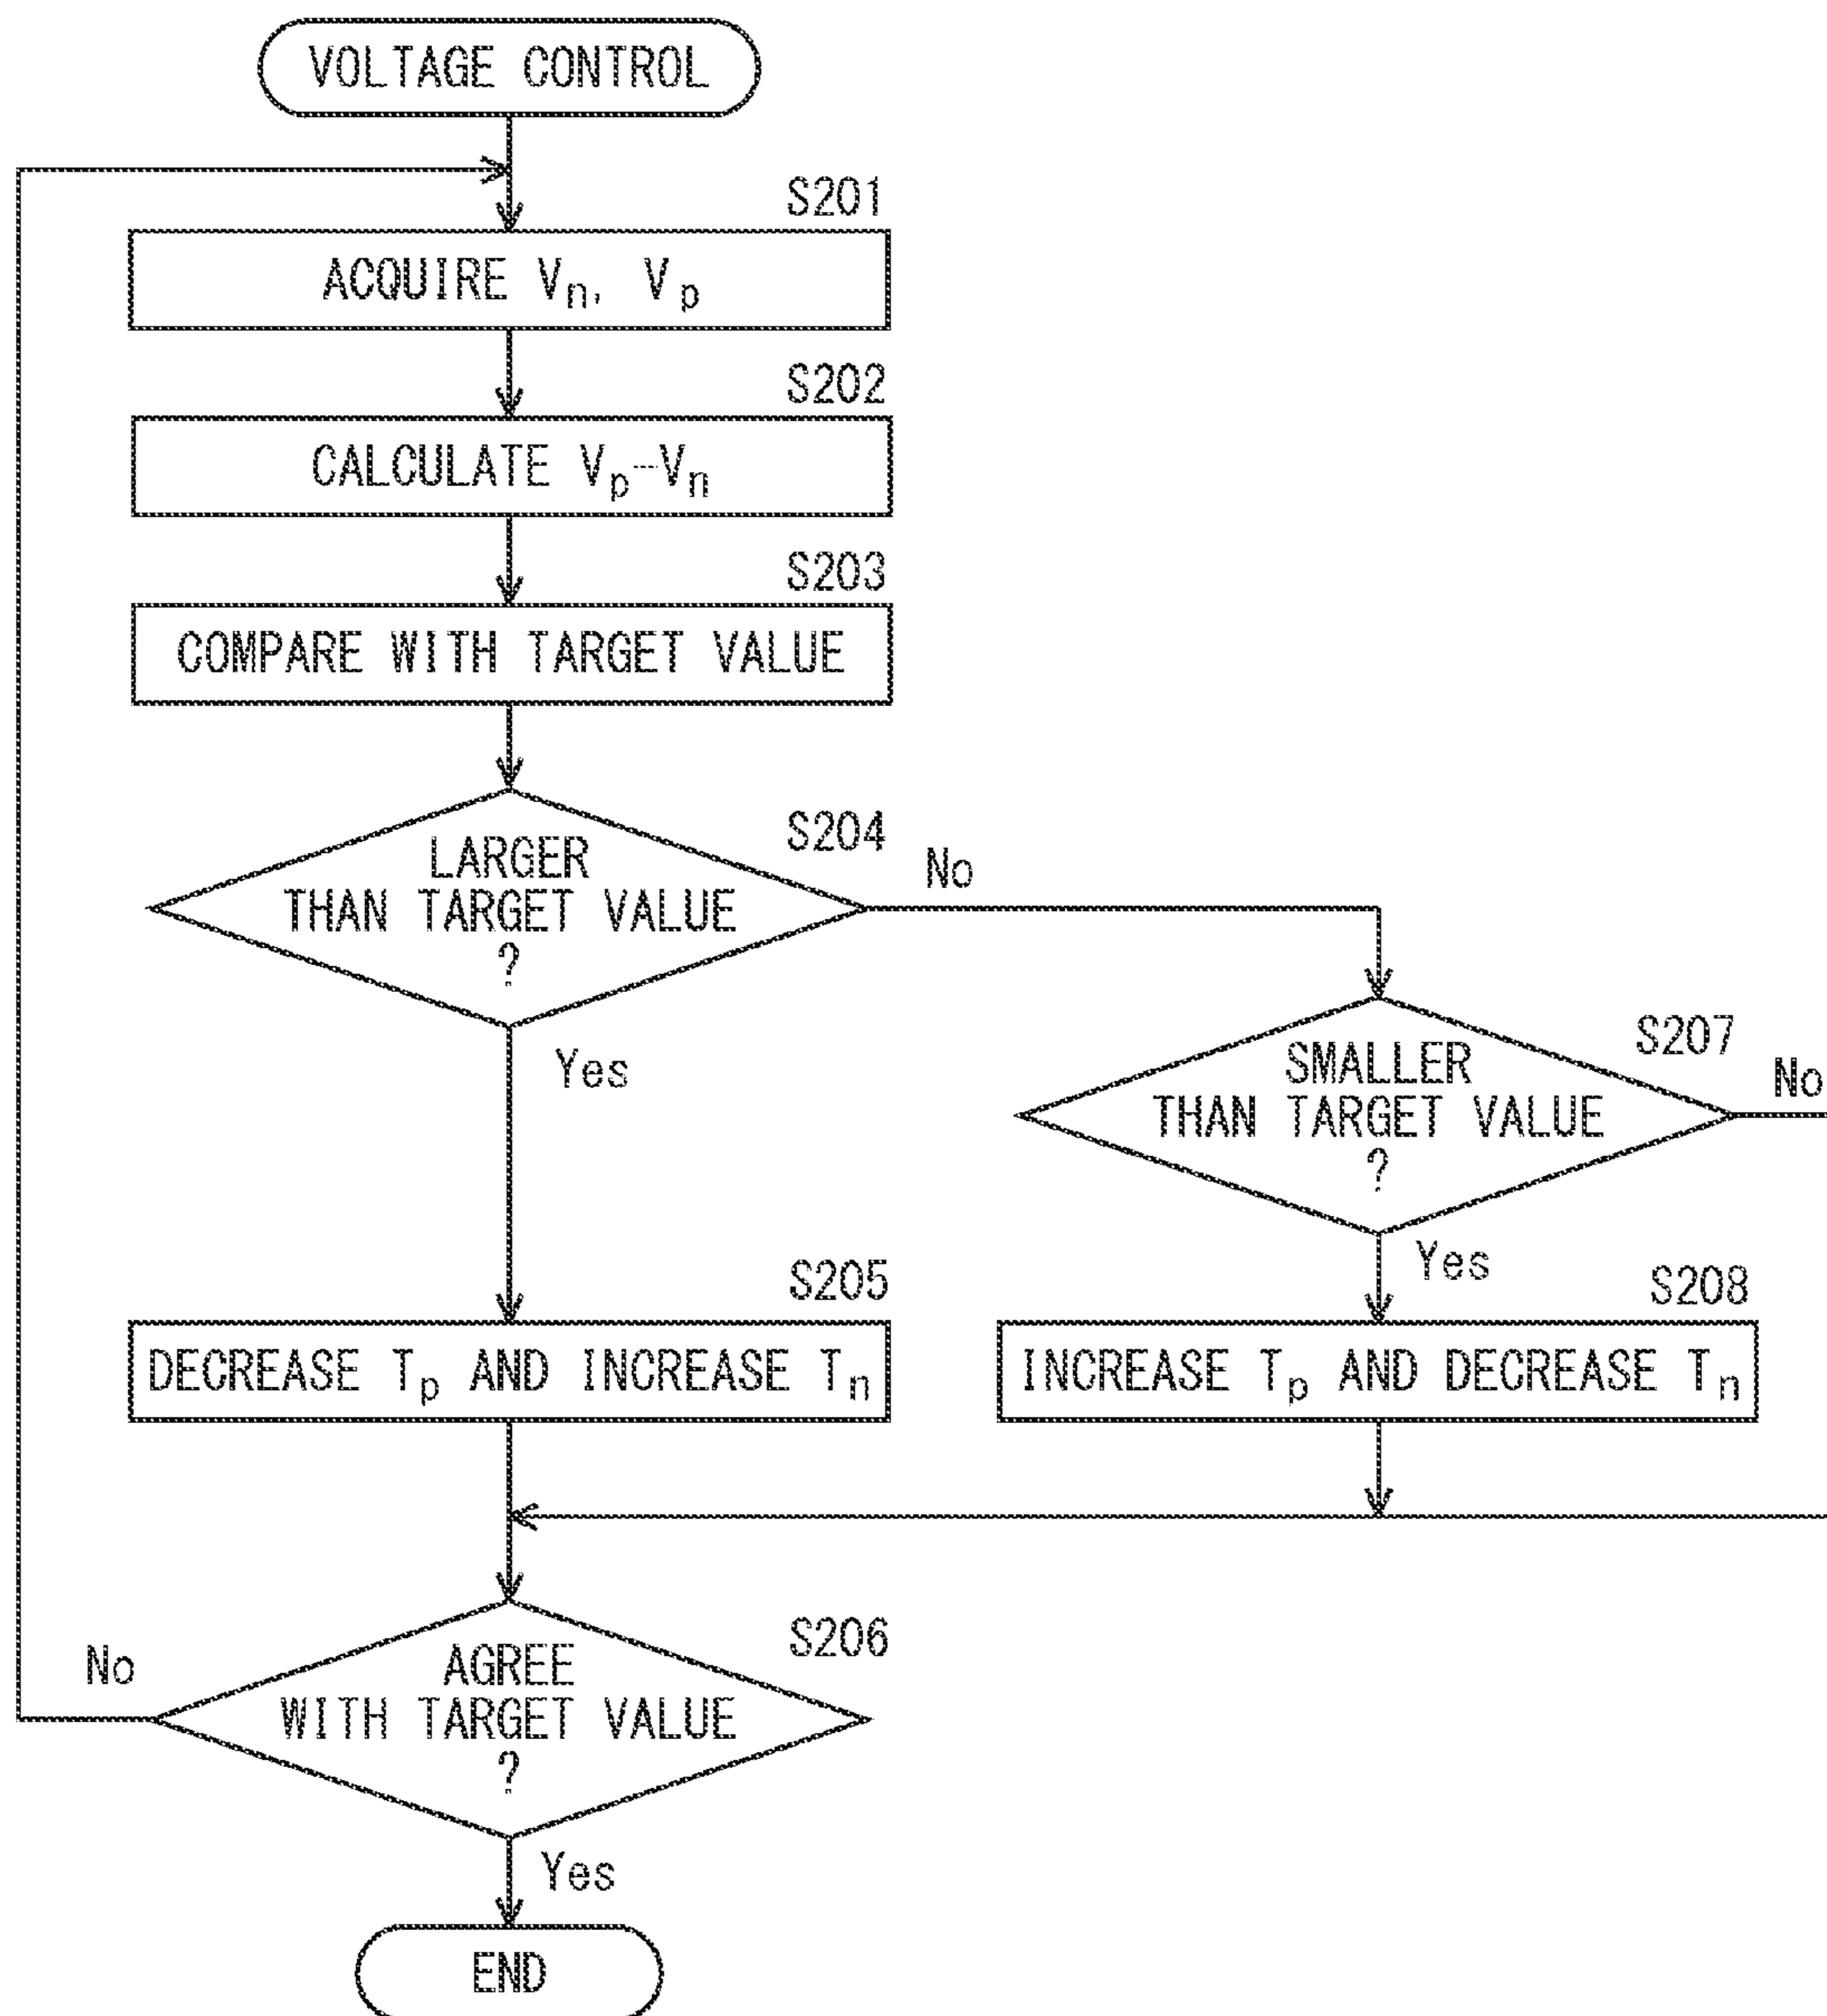 VOLTAGE CONTROL
S201
ACQUIRE Vn, Vp
S202
CALCULATE Vp-Vn
S203
COMPARE WITH TARGET VALUE
S204
LARGER
THAN TARGET VALUE
?
No
Yes
S207
SMALLER
THAN TARGET VALUE
?
No
Yes
S205
DECREASE Tp AND INCREASE Tn
S208
INCREASE Tp AND DECREASE Tn
S206
AGREE
WITH TARGET VALUE
?
No
Yes
END